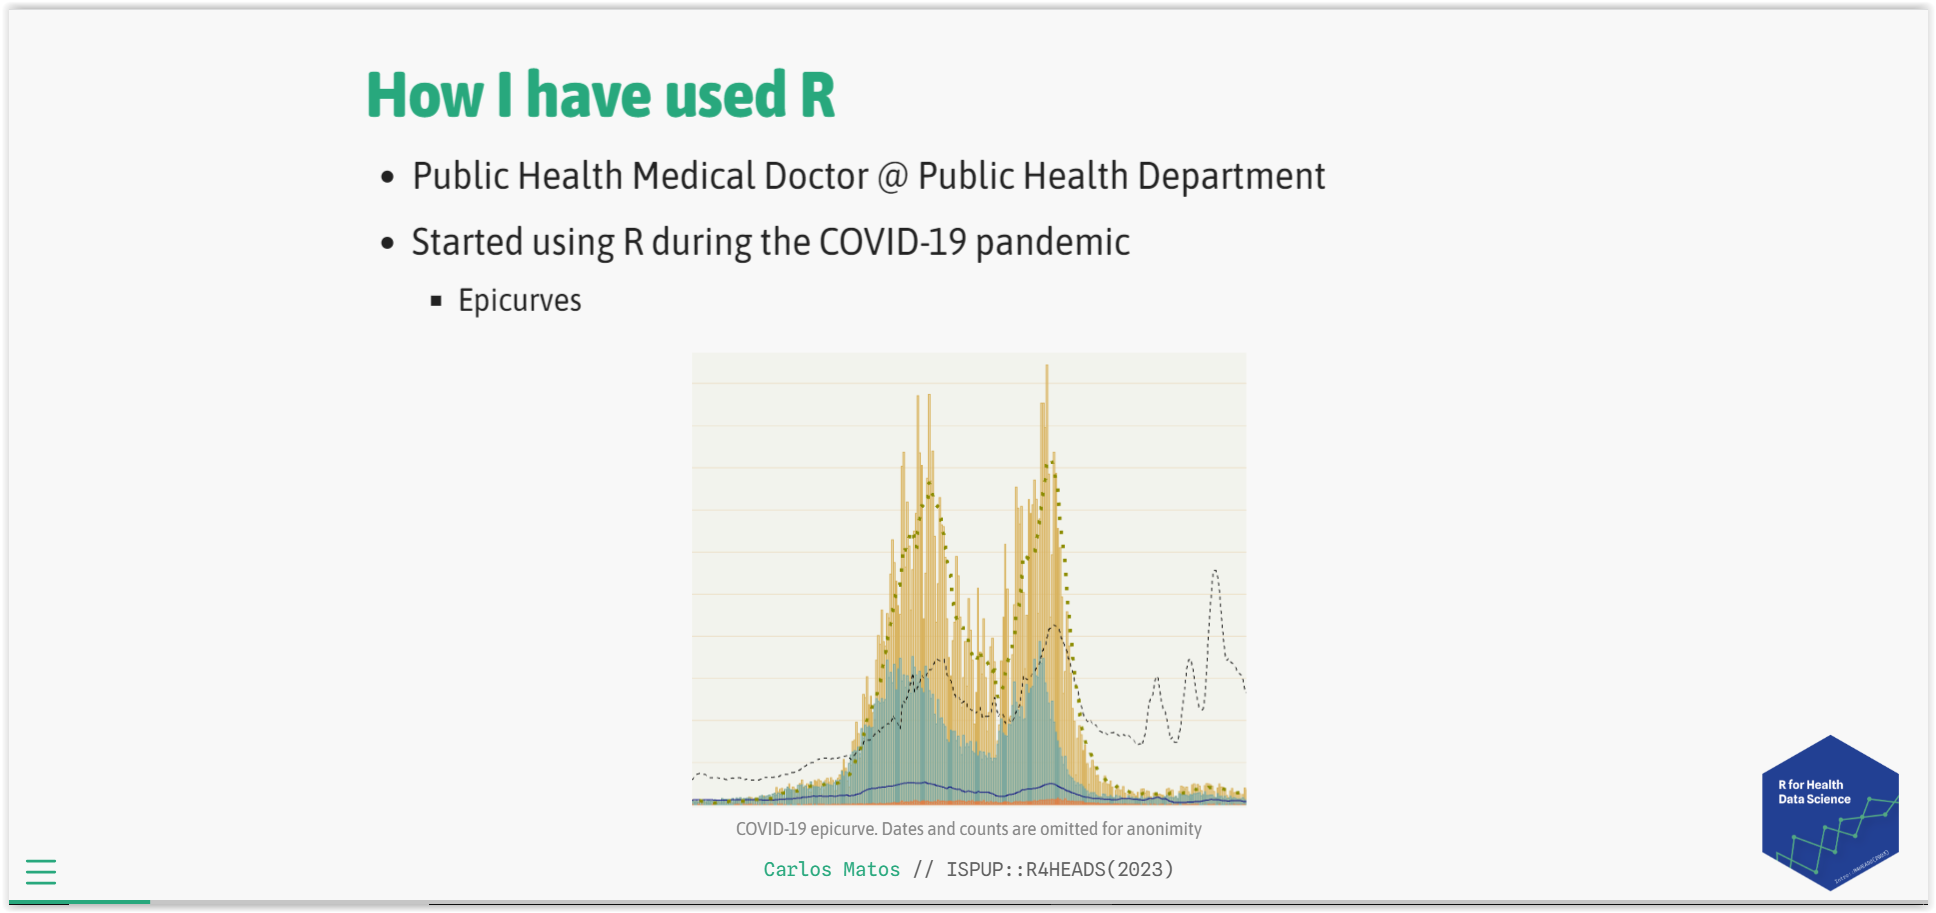 How I have used R
Public Health Medical Doctor @ Public Health Department
Started using R during the COVID-19 pandemic
Epicurves
COVID-19 epicurve. Dates and counts are omitted for anonimity
Carlos Matos // ISPUP::R4HEADS(2023)
R for Health
Data Science